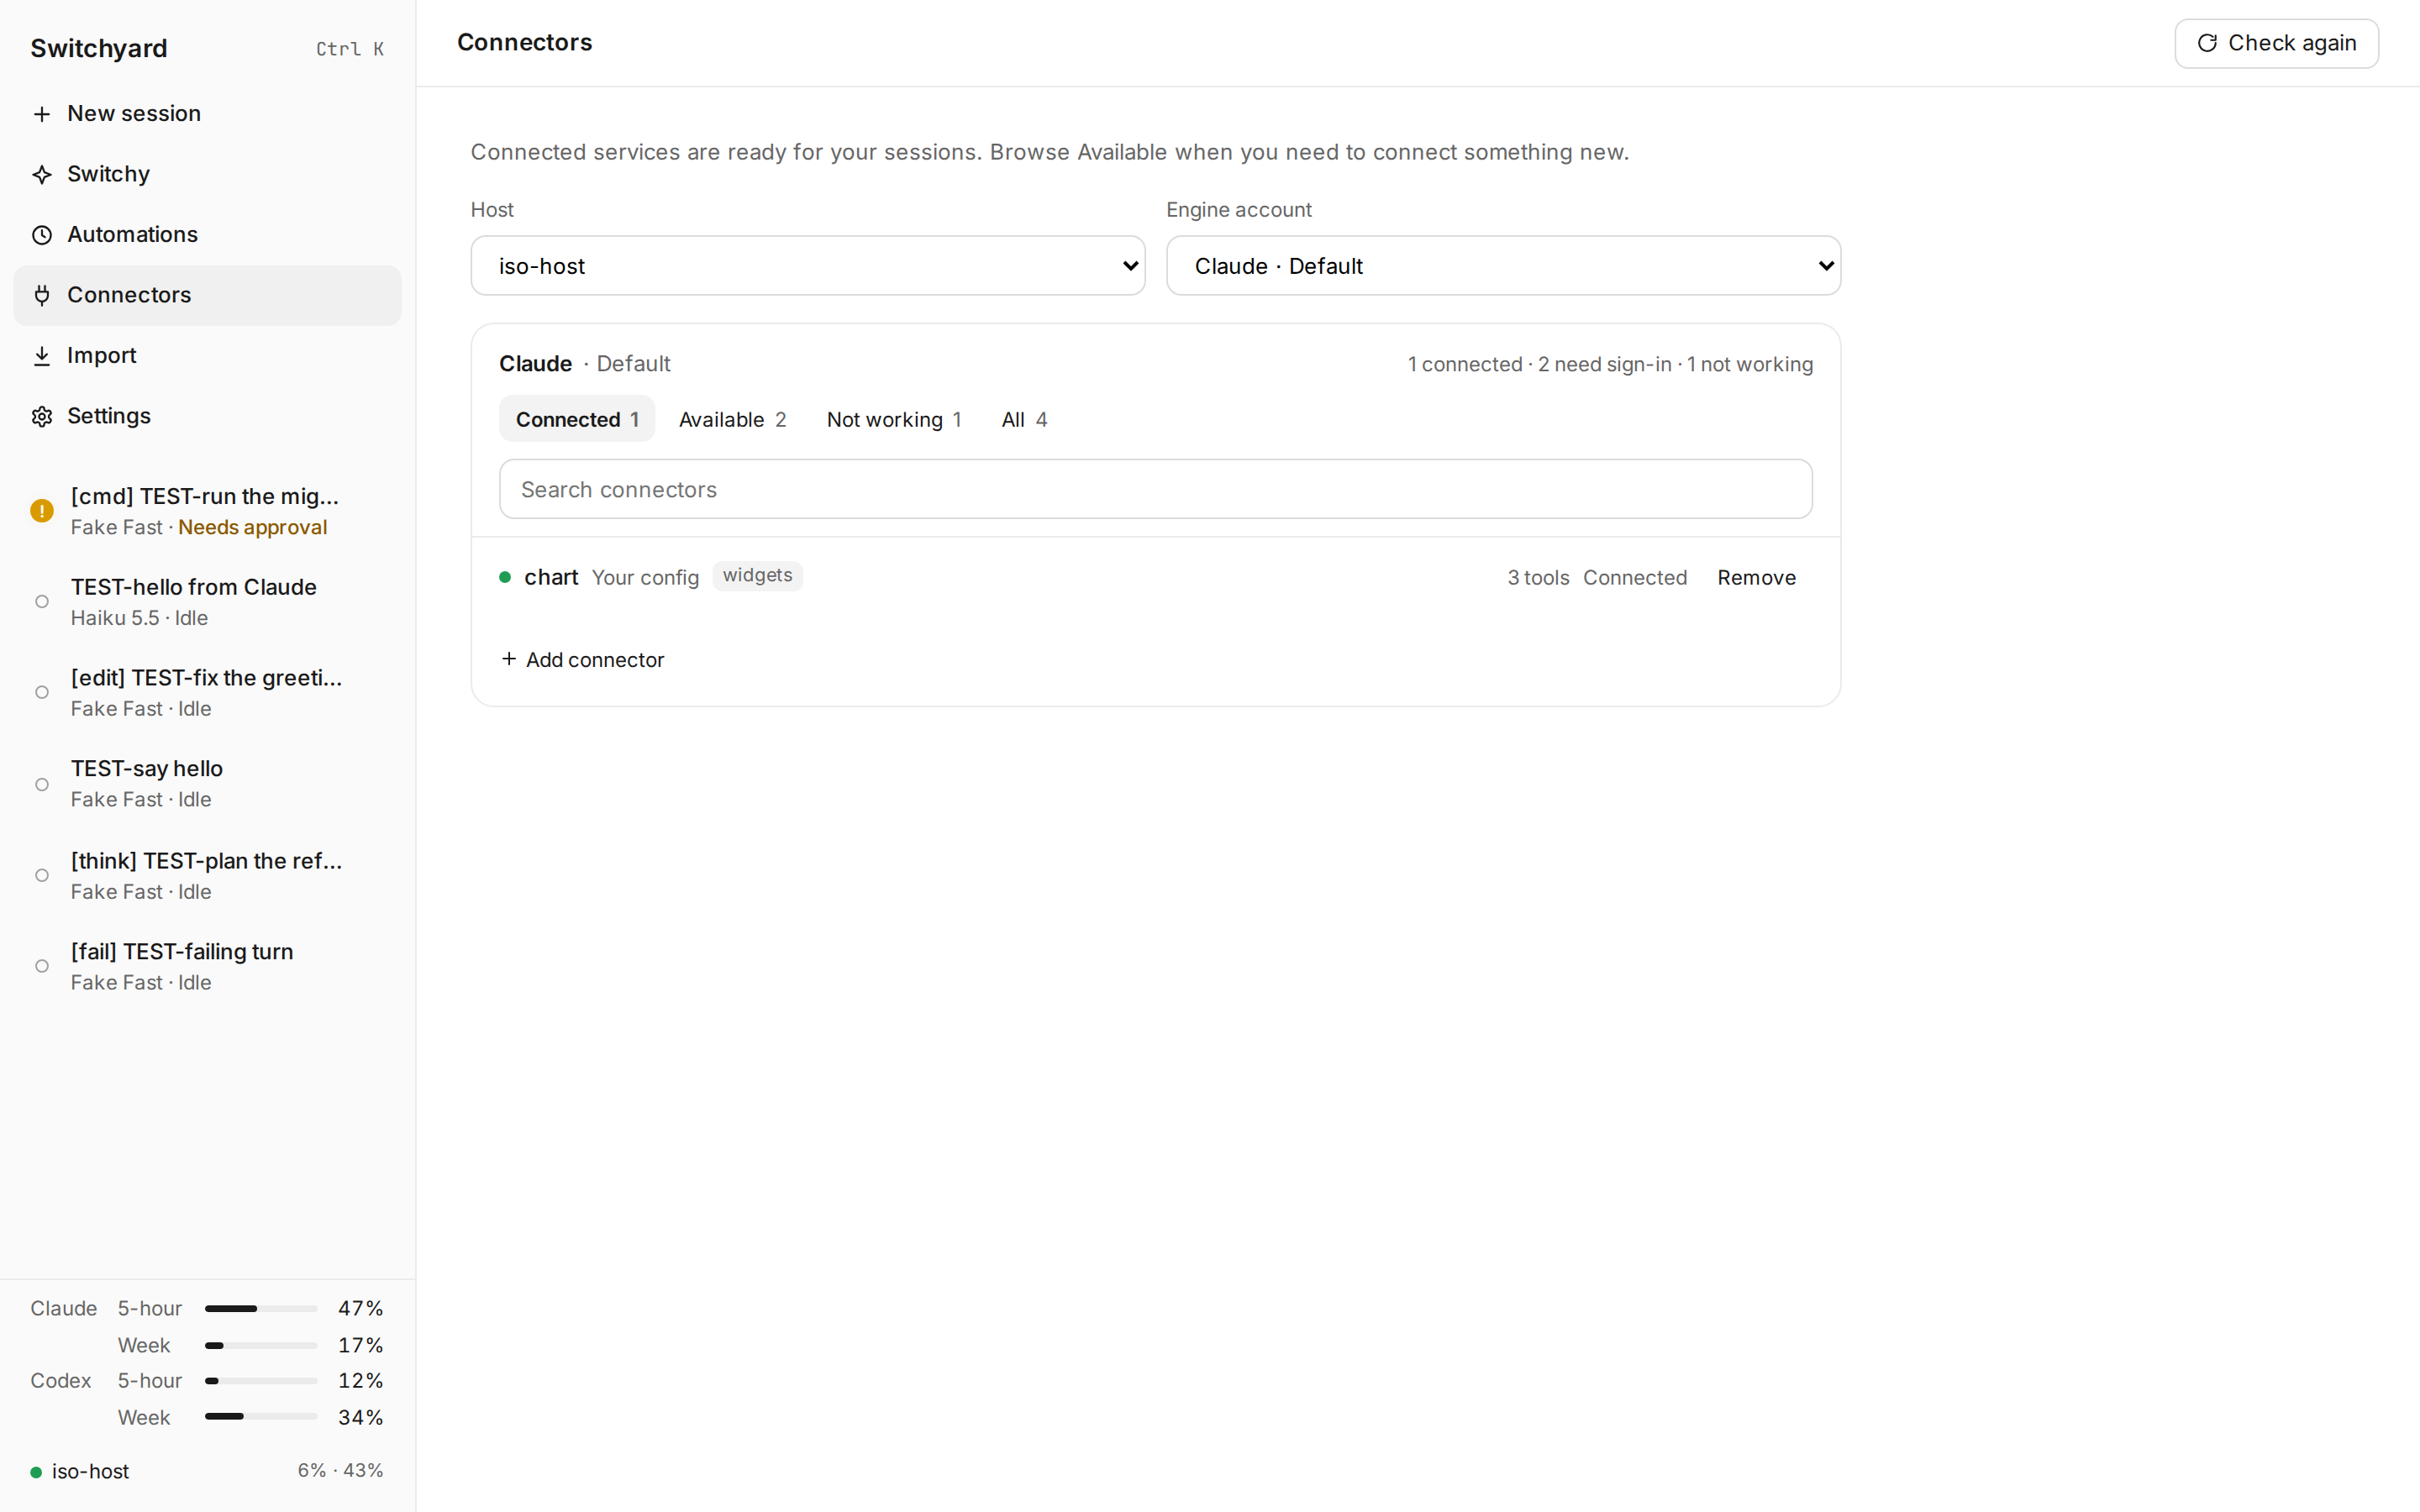 Switchyard Ctrl K
New session
Switchy
Automations
Connectors
Import
Settings
[cmd] TEST-run the mig...
Fake Fast · Needs approval
TEST-hello from Claude
Haiku 5.5 · Idle
[edit] TEST-fix the greeti...
Fake Fast · Idle
TEST-say hello
Fake Fast · Idle
[think] TEST-plan the ref...
Fake Fast · Idle
[fail] TEST-failing turn
Fake Fast · Idle
Claude 5-hour 47%
Week 17%
Codex 5-hour 12%
Week 34%
iso-host 6% · 43%
Connectors Check again
Connected services are ready for your sessions. Browse Available when you need to connect something new.
Host Engine account
iso-host Claude · Default
Claude · Default 1 connected · 2 need sign-in · 1 not working
Connected 1 Available 2 Not working 1 All 4
Search connectors
chart Your config widgets 3 tools Connected Remove
+ Add connector